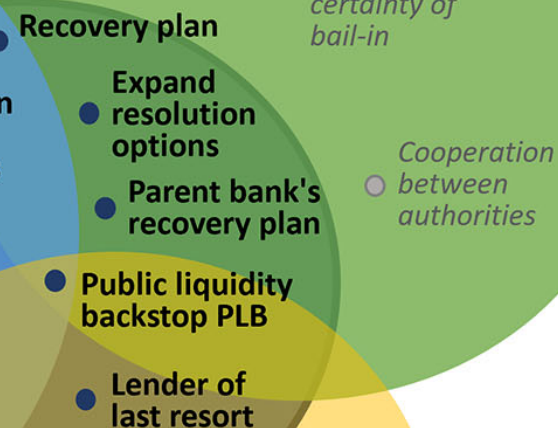 certainty of
bail-in
Recovery plan
n
Expand
resolution
options
Cooperation
between
authorities
Parent bank's
recovery plan
Public liquidity
backstop PLB
Lender of
last resort